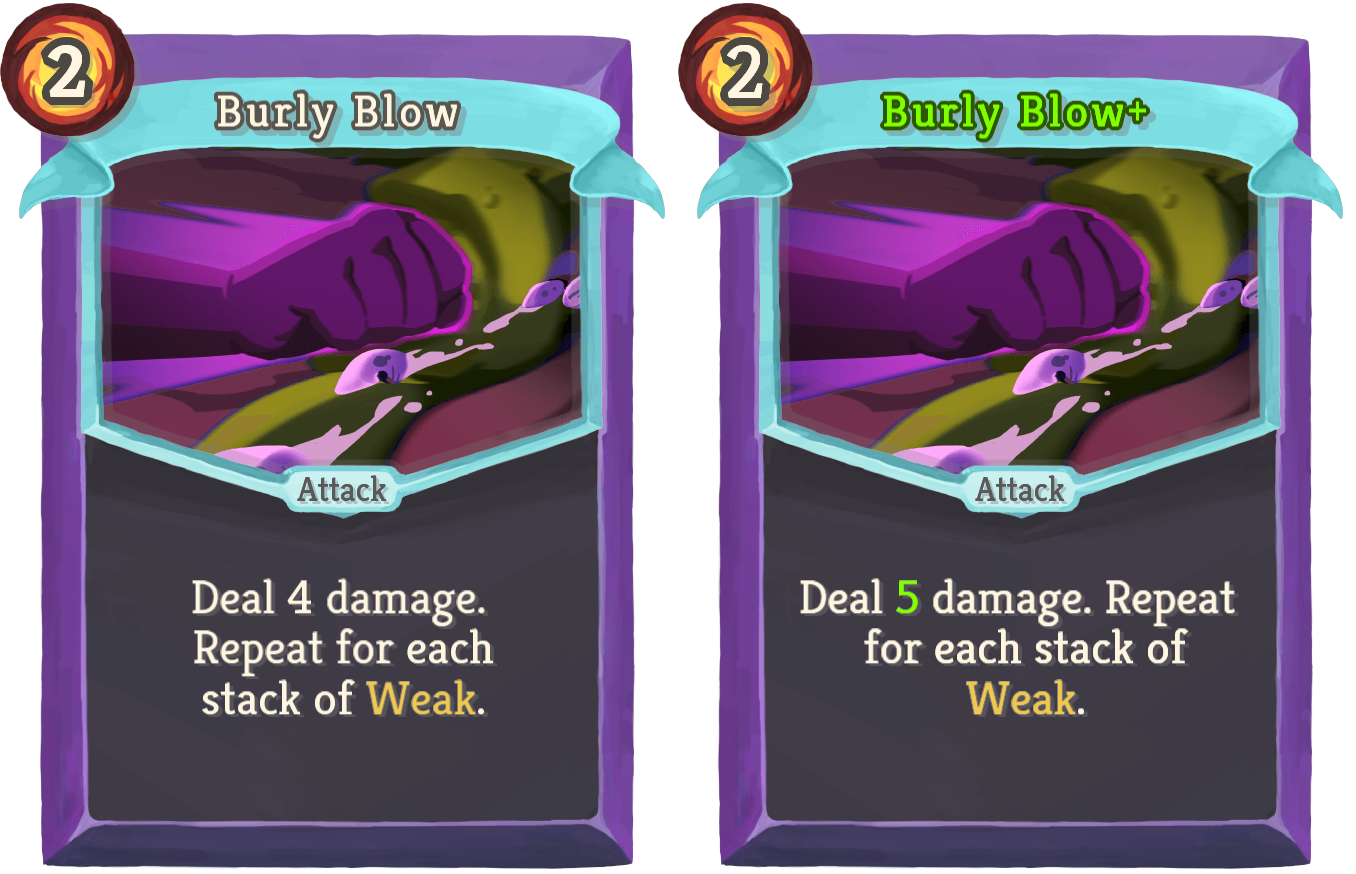 2
Burly Blow
Attack
Deal 4 damage.
Repeat for each
stack of Weak.
2
Burly Blow+
Attack
Deal 5 damage. Repeat
for each stack of
Weak.